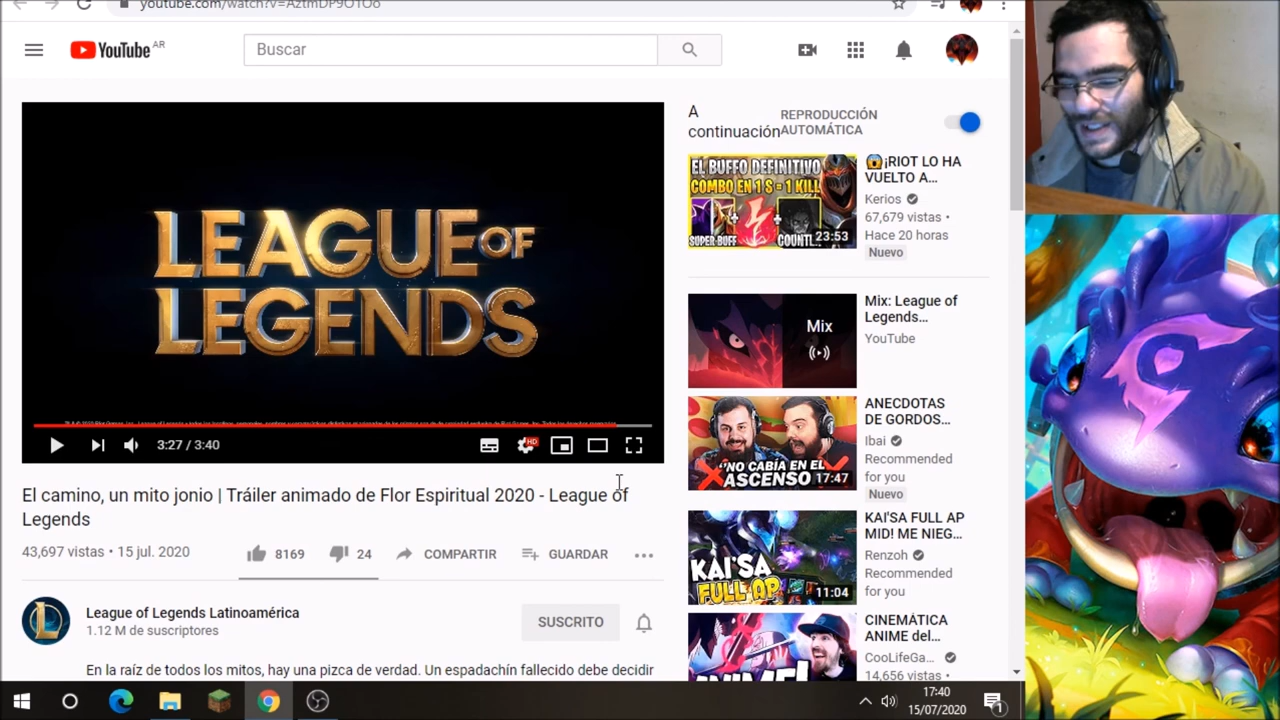 youtube.com/watch?v=AztmDP9OTO8
YouTube AR
Buscar
LEAGUE OF
LEGENDS
3:27 / 3:40
HD
El camino, un mito jonio | Tráiler animado de Flor Espiritual 2020 - League of
Legends
43,697 vistas • 15 jul. 2020
8169
24
COMPARTIR
GUARDAR
League of Legends Latinoamérica
1.12 M de suscriptores
SUSCRITO
En la raíz de todos los mitos, hay una pizca de verdad. Un espadachín fallecido debe decidir
A
continuación
REPRODUCCIÓN
AUTOMÁTICA
EL BUFFO DEFINITIVO
COMBO EN 1 S = 1 KILL
SUPER-BUFF
COUNTL
23:53
😱¡RIOT LO HA
VUELTO A...
Kerios
67,679 vistas •
Hace 20 horas
Nuevo
Mix
Mix: League of
Legends...
YouTube
"NO CABÍA EN EL
ASCENSO
17:47
ANECDOTAS
DE GORDOS...
Ibai
Recommended
for you
Nuevo
KAI'SA
FULL AP
11:04
KAI'SA FULL AP
MID! ME NIEG...
Renzoh
Recommended
for you
CINEMÁTICA
ANIME del...
CooLifeGa...
14,656 vistas •
17:40
15/07/2020
1